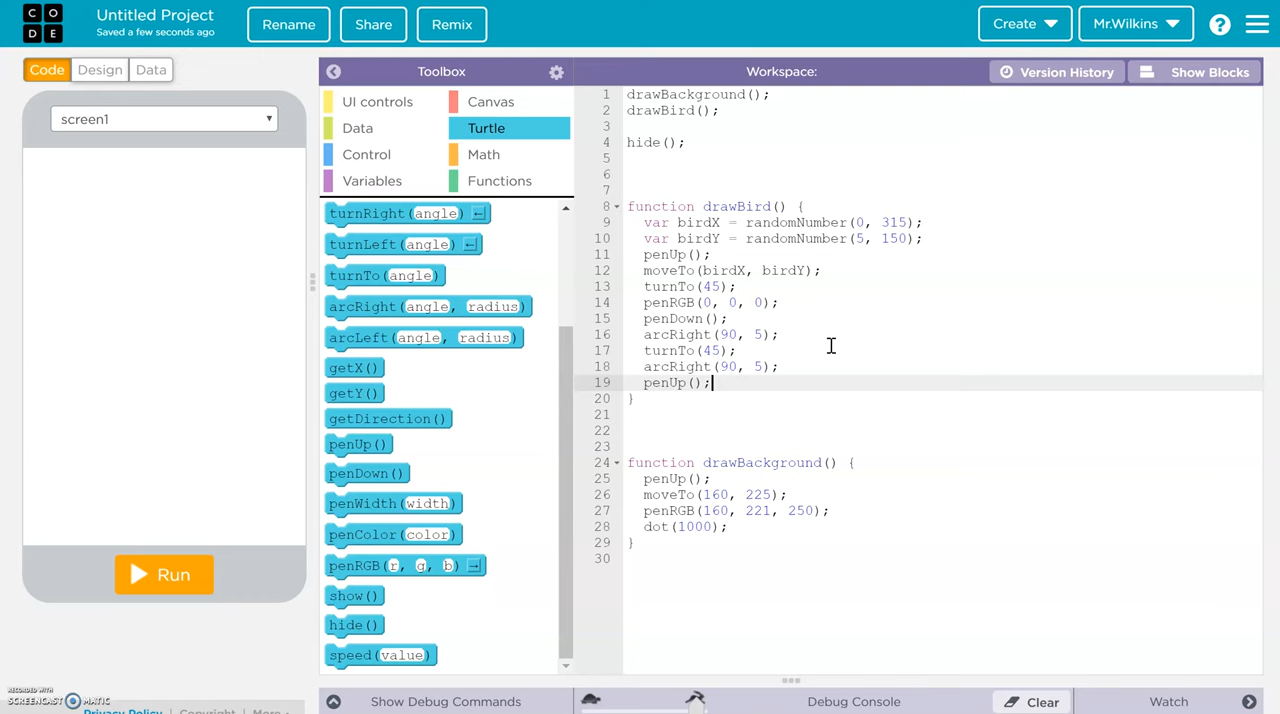 CODE
Untitled Project
Saved a few seconds ago
Rename
Share
Remix
Create
Mr.Wilkins
?
Code
Design
Data
screen1
Run
Toolbox
UI controls
Canvas
Data
Turtle
Control
Math
Variables
Functions
turnRight(angle)
turnLeft(angle)
turnTo(angle)
arcRight(angle, radius)
arcLeft(angle, radius)
getX()
getY()
getDirection()
penUp()
penDown()
penWidth(width)
penColor(color)
penRGB(r, g, b)
show()
hide()
speed(value)
Workspace:
Version History
Show Blocks
1 drawBackground();
2 drawBird();
3
4 hide();
5
6
7
8 function drawBird() {
9 var birdX = randomNumber(0, 315);
10 var birdY = randomNumber(5, 150);
11 penUp();
12 moveTo(birdX, birdY);
13 turnTo(45);
14 penRGB(0, 0, 0);
15 penDown();
16 arcRight(90, 5);
17 turnTo(45);
18 arcRight(90, 5);
19 penUp();
20 }
21
22
23
24 function drawBackground() {
25 penUp();
26 moveTo(160, 225);
27 penRGB(160, 221, 250);
28 dot(1000);
29 }
30
Show Debug Commands
Debug Console
Clear
Watch
RECORDED WITH
SCREENCAST MATIC
Privacy Policy | Copyright | More